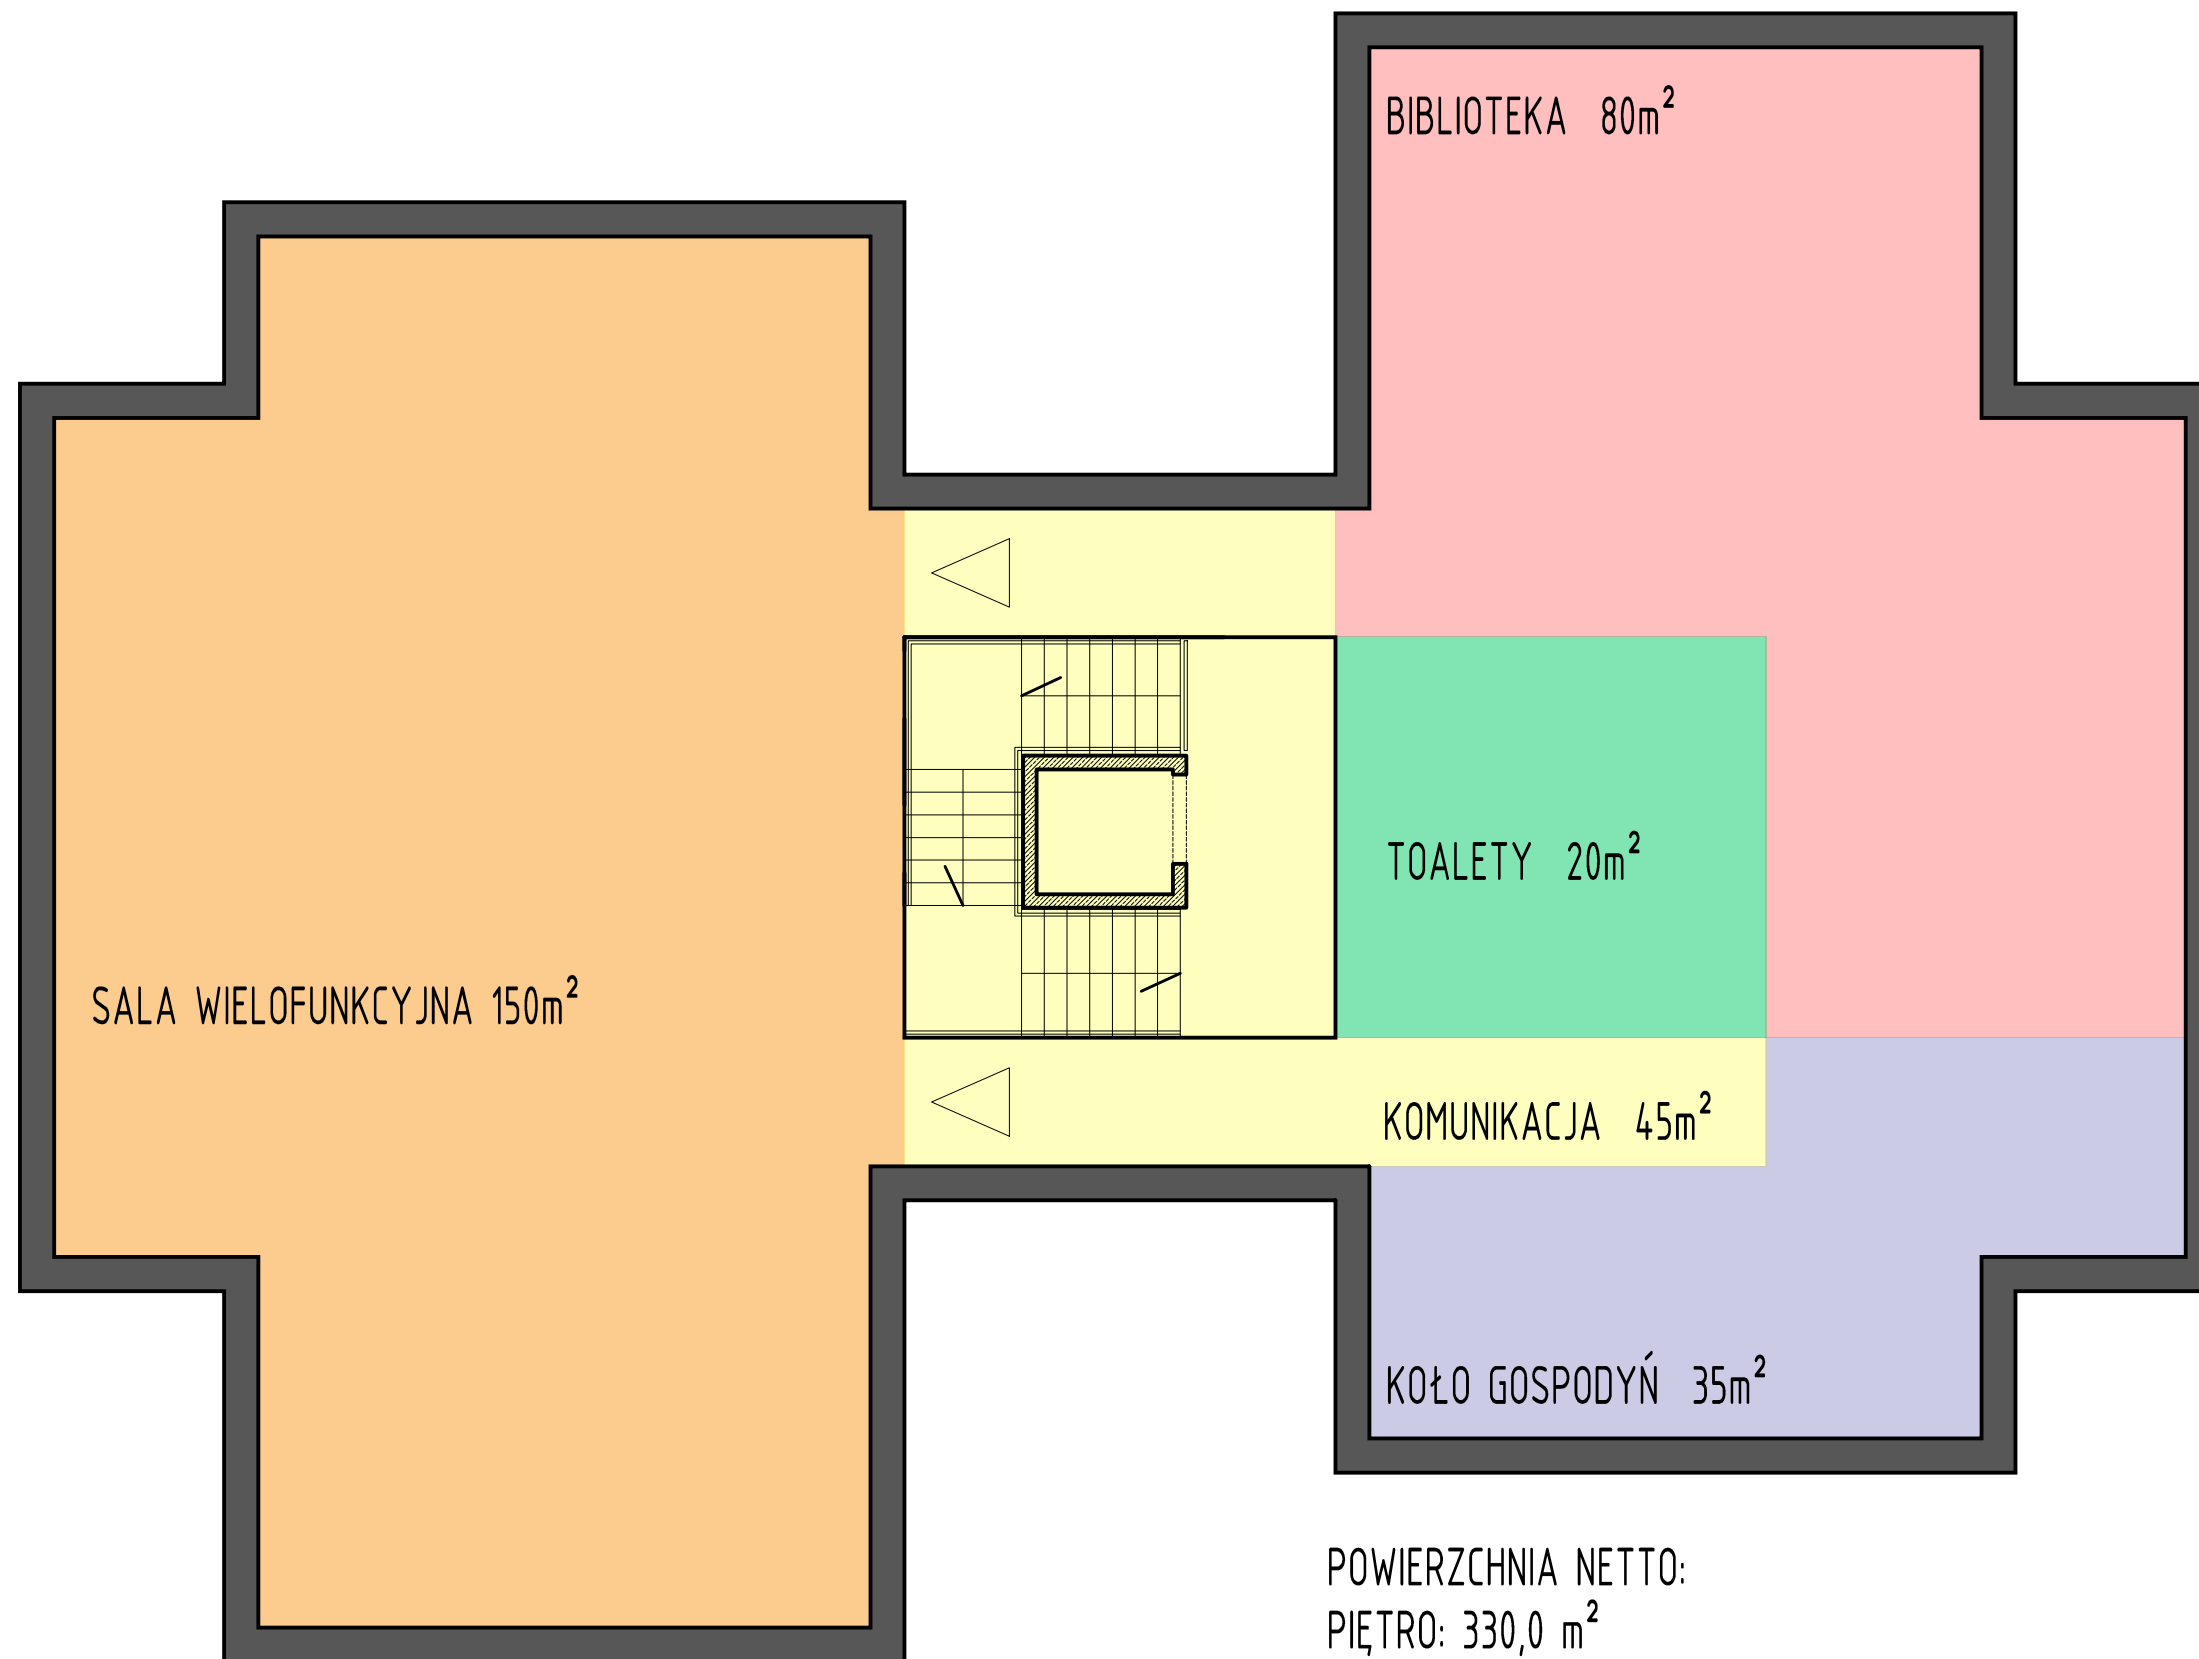 BIBLIOTEKA 80m²
TOALETY 20m²
SALA WIELOFUNKCYJNA 150m²
KOMUNIKACJA 45m²
KOŁO GOSPODYŃ 35m²
POWIERZCHNIA NETTO:
PIĘTRO: 330,0 m²